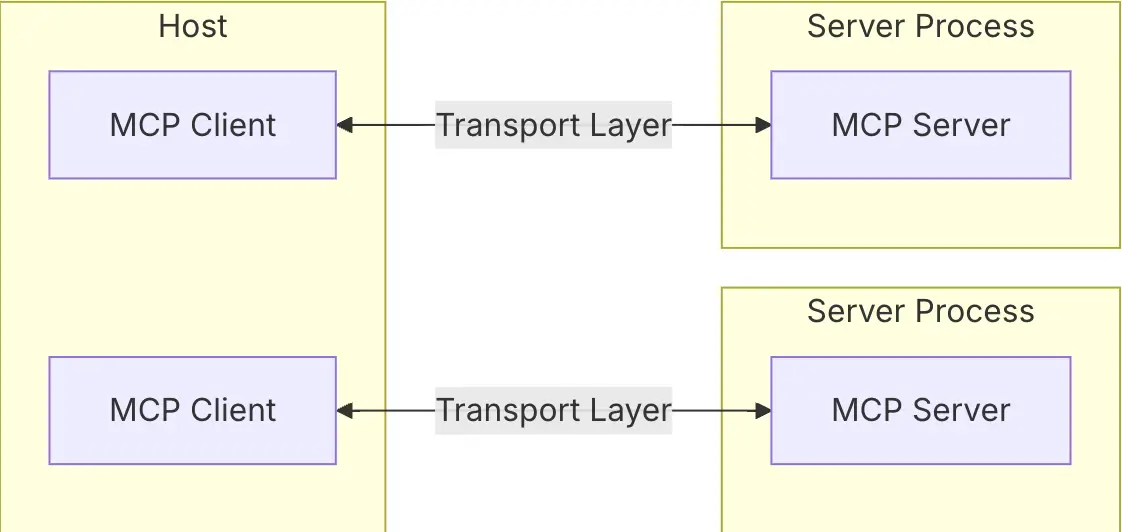 Host
Server Process
MCP Client
Transport Layer
MCP Server
Server Process
MCP Client
Transport Layer
MCP Server